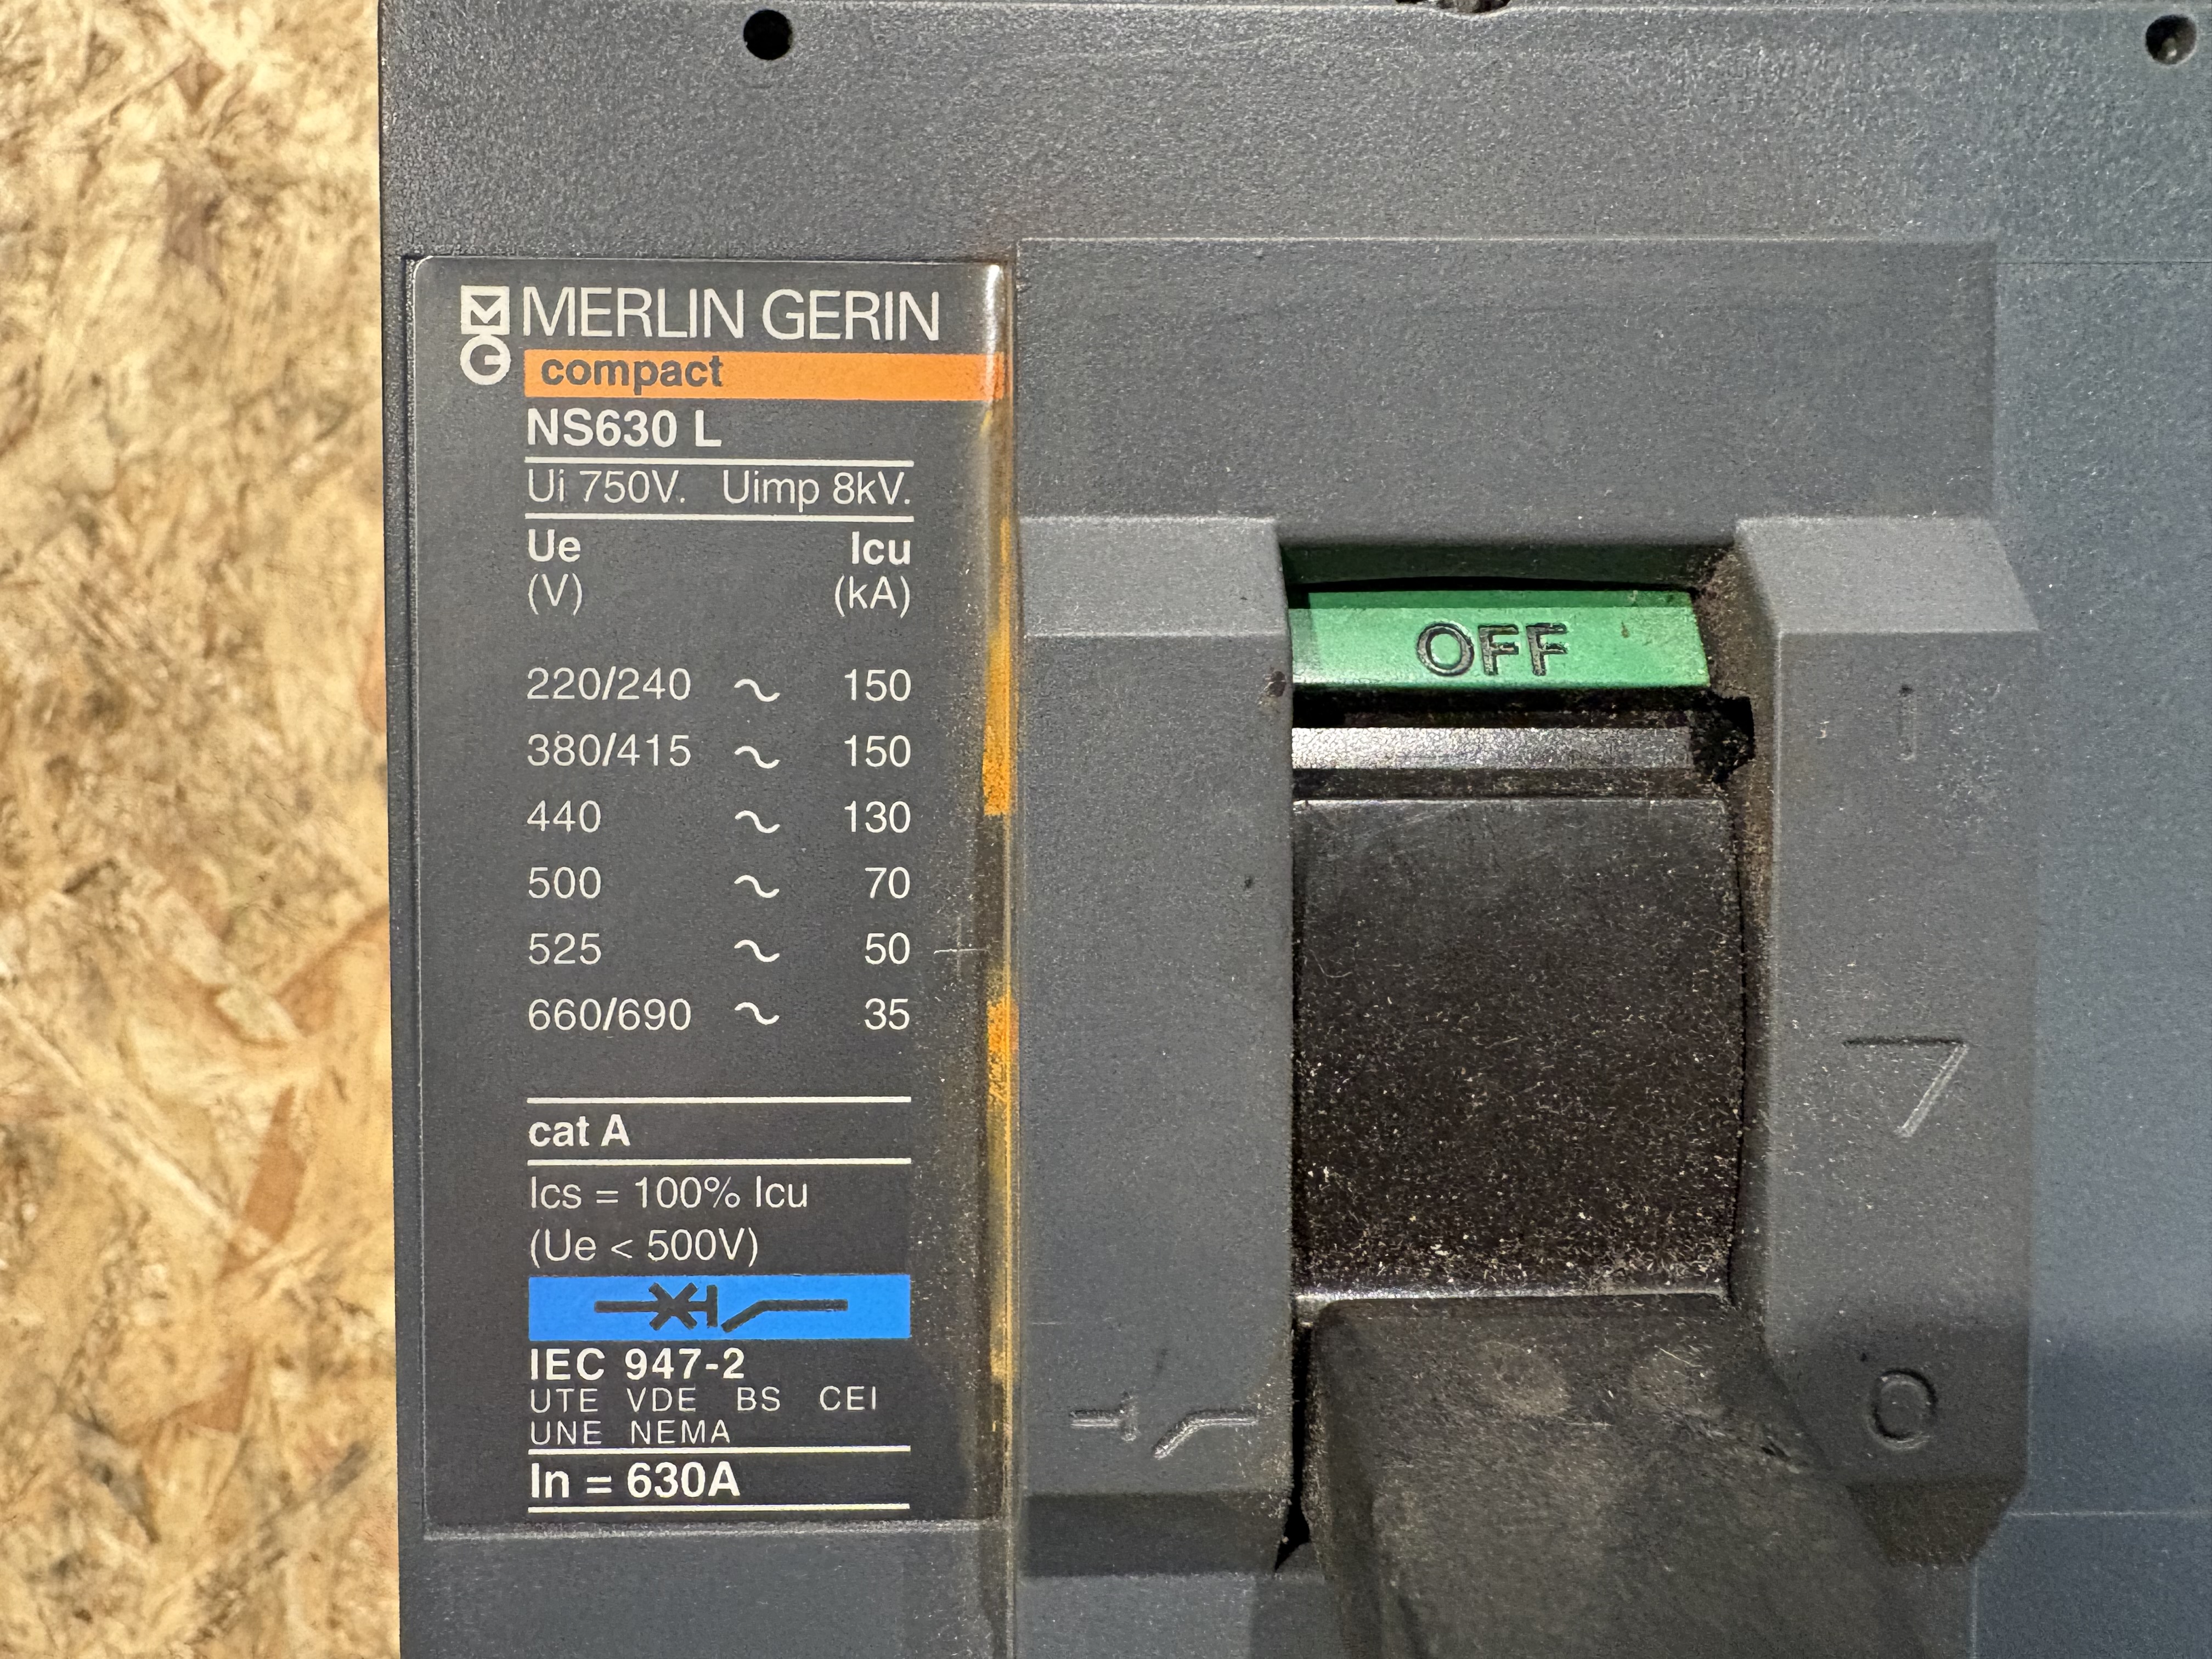 MERLIN GERIN
compact
NS630 L
Ui 750V. Uimp 8kV.
Ue Icu
(V) (kA)
220/240 ~ 150
380/415 ~ 150
440 ~ 130
500 ~ 70
525 ~ 50
660/690 ~ 35
cat A
Ics = 100% Icu
(Ue < 500V)
IEC 947-2
UTE VDE BS CEI
UNE NEMA
In = 630A
OFF
I
O